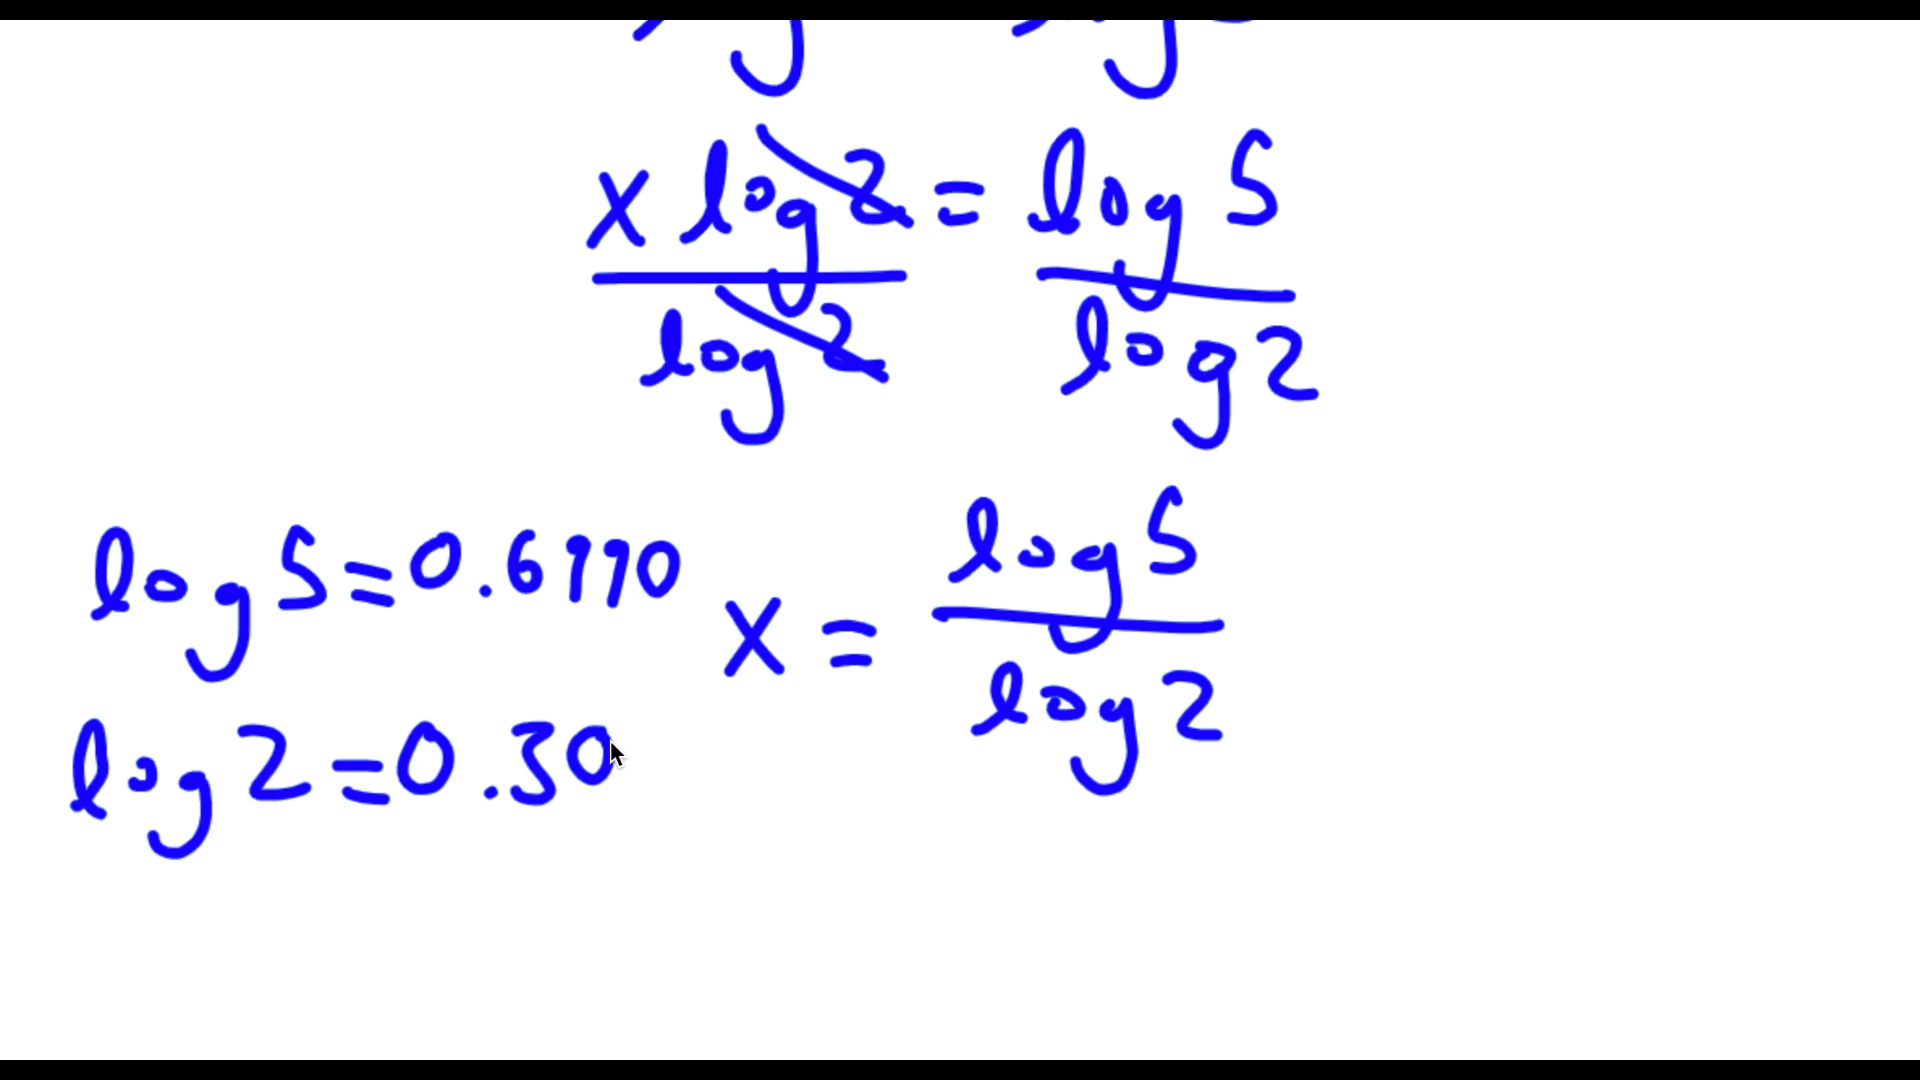 x log 2 = log 5
log 2 log 2
log 5 = 0.6990
x = log 5
log 2
log 2 = 0.30